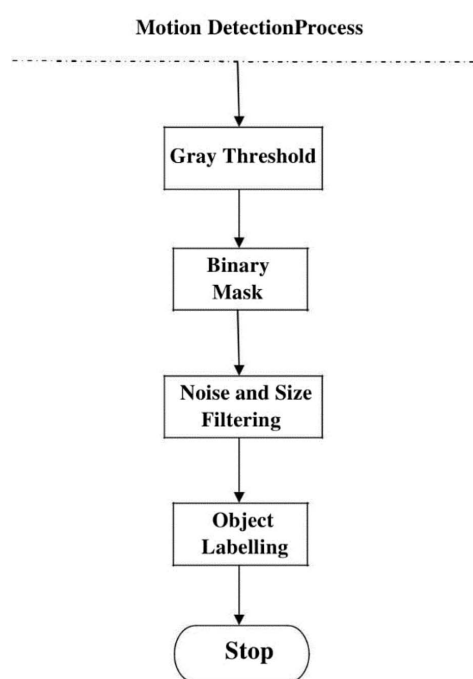 Motion DetectionProcess
Gray Threshold
Binary
Mask
Noise and Size
Filtering
Object
Labelling
Stop